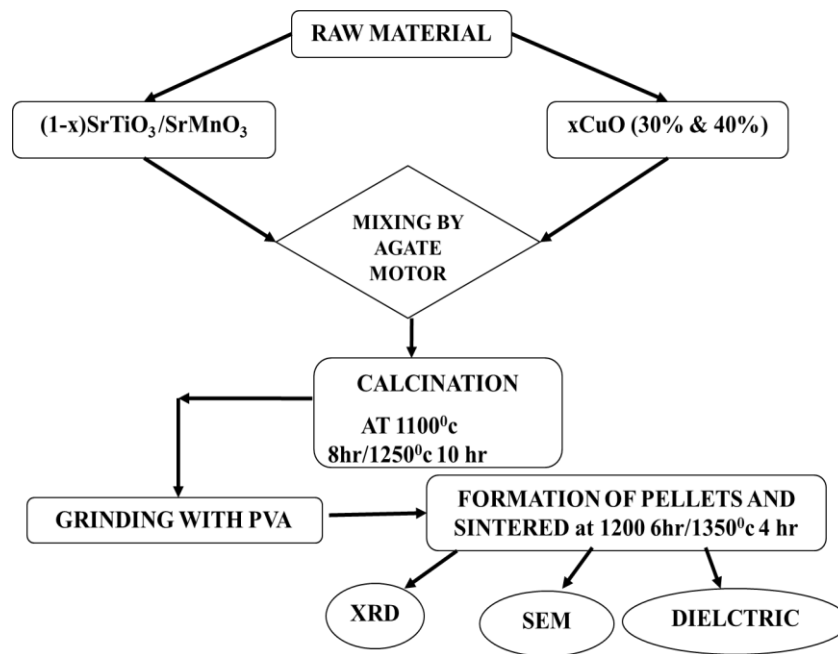 RAW MATERIAL
(1-x)SrTiO₃/SrMnO₃
xCuO (30% & 40%)
MIXING BY
AGATE
MOTOR
CALCINATION
AT 1100⁰c
8hr/1250⁰c 10 hr
GRINDING WITH PVA
FORMATION OF PELLETS AND
SINTERED at 1200 6hr/1350⁰c 4 hr
XRD
SEM
DIELCTRIC